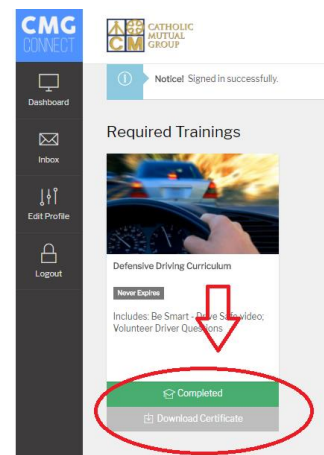 CMG
CONNECT
CATHOLIC
MUTUAL
GROUP
CM
Notice! Signed in successfully.
Dashboard
Inbox
Edit Profile
Logout
Required Trainings
Defensive Driving Curriculum
Never Expires
Includes: Be Smart - Drive Safe video;
Volunteer Driver Questions
Completed
Download Certificate